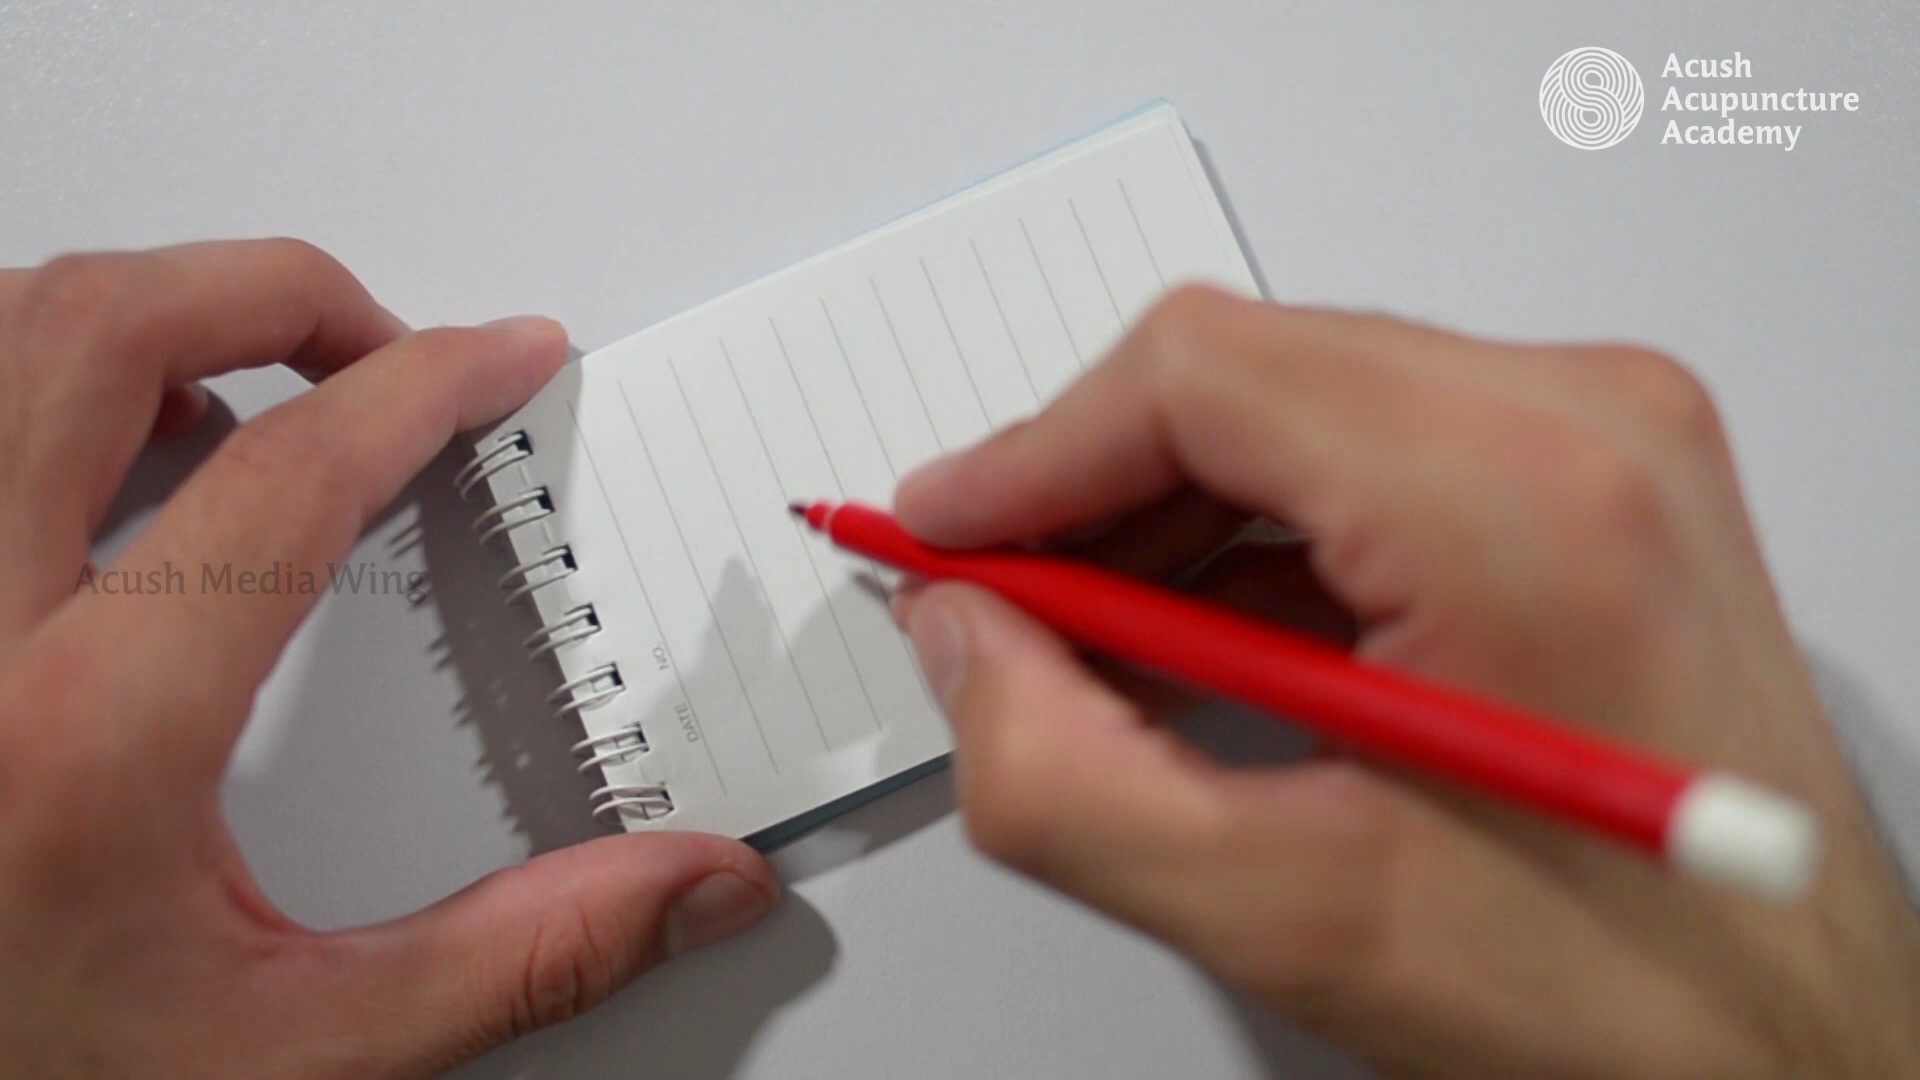 Acush
Acupuncture
Academy
Acush Media Wing
NO.
DATE